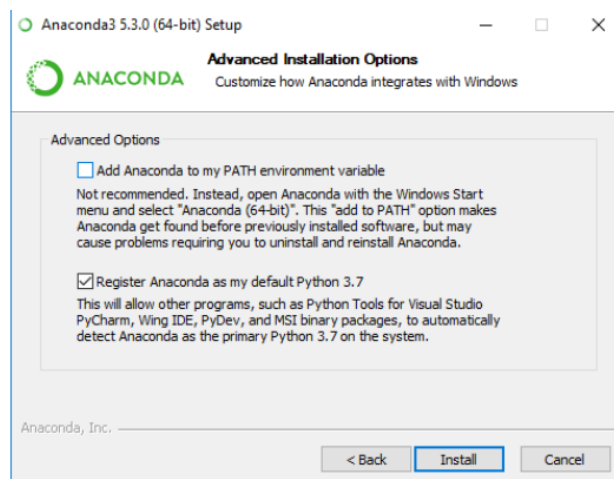 Anaconda3 5.3.0 (64-bit) Setup
ANACONDA
Advanced Installation Options
Customize how Anaconda integrates with Windows
Advanced Options
Add Anaconda to my PATH environment variable
Not recommended. Instead, open Anaconda with the Windows Start
menu and select "Anaconda (64-bit)". This "add to PATH" option makes
Anaconda get found before previously installed software, but may
cause problems requiring you to uninstall and reinstall Anaconda.
Register Anaconda as my default Python 3.7
This will allow other programs, such as Python Tools for Visual Studio
PyCharm, Wing IDE, PyDev, and MSI binary packages, to automatically
detect Anaconda as the primary Python 3.7 on the system.
Anaconda, Inc.
< Back
Install
Cancel